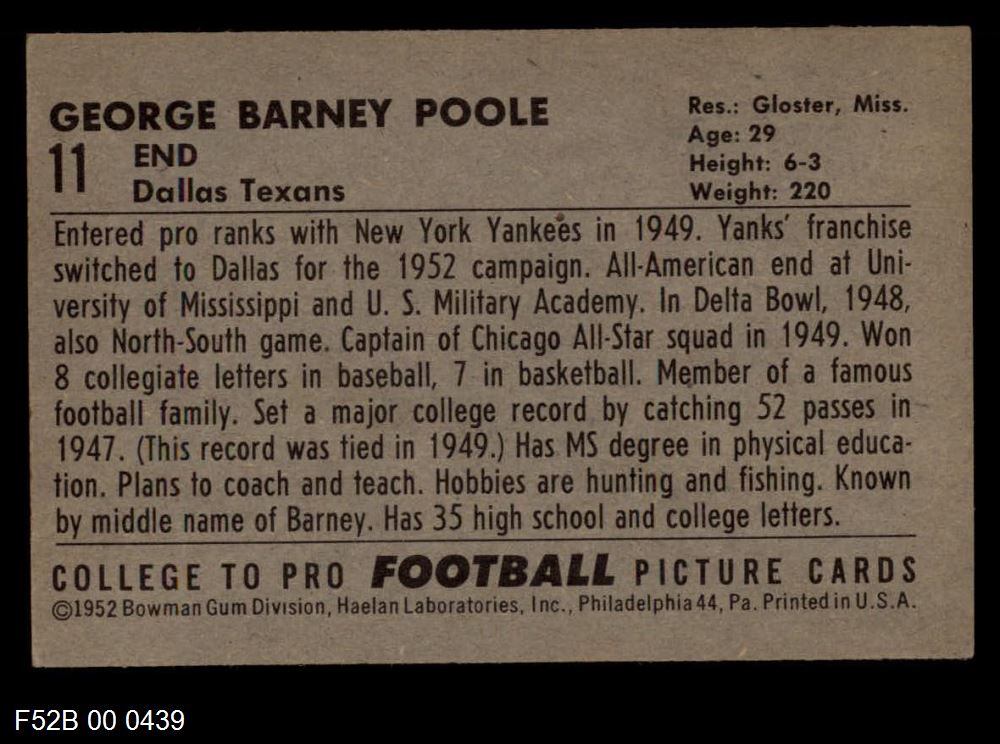 GEORGE BARNEY POOLE
11 END
Dallas Texans
Res.: Gloster, Miss.
Age: 29
Height: 6-3
Weight: 220
Entered pro ranks with New York Yankees in 1949. Yanks' franchise
switched to Dallas for the 1952 campaign. All-American end at Uni-
versity of Mississippi and U. S. Military Academy. In Delta Bowl, 1948,
also North-South game. Captain of Chicago All-Star squad in 1949. Won
8 collegiate letters in baseball, 7 in basketball. Member of a famous
football family. Set a major college record by catching 52 passes in
1947. (This record was tied in 1949.) Has MS degree in physical educa-
tion. Plans to coach and teach. Hobbies are hunting and fishing. Known
by middle name of Barney. Has 35 high school and college letters.
COLLEGE TO PRO FOOTBALL PICTURE CARDS
©1952 Bowman Gum Division, Haelan Laboratories, Inc., Philadelphia 44, Pa. Printed in U.S.A.
F52B 00 0439